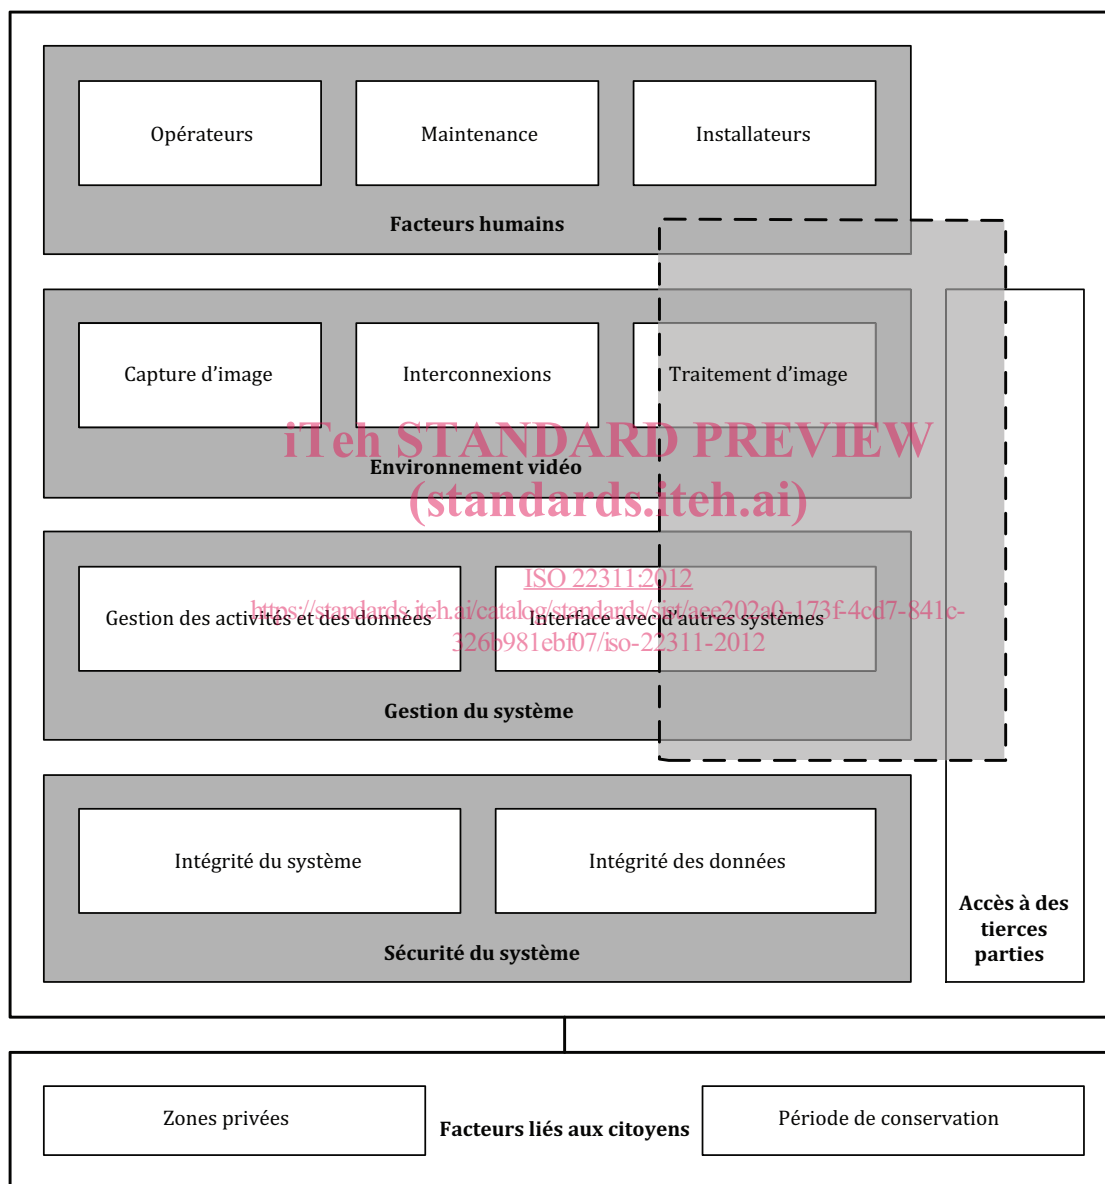 Opérateurs
Maintenance
Installateurs
Facteurs humains
Capture d’image
Interconnexions
Traitement d’image
iTeh STANDARD PREVIEW
Environnement vidéo
(standards.iteh.ai)
ISO 22311:2012
https://standards.iteh.ai/catalog/standards/sist/aee202a0-173f-4cd7-841c-
326b981ebf07/iso-22311-2012
Gestion des activités et des données
Interface avec d’autres systèmes
Gestion du système
Intégrité du système
Intégrité des données
Sécurité du système
Accès à des
tierces
parties
Zones privées
Facteurs liés aux citoyens
Période de conservation